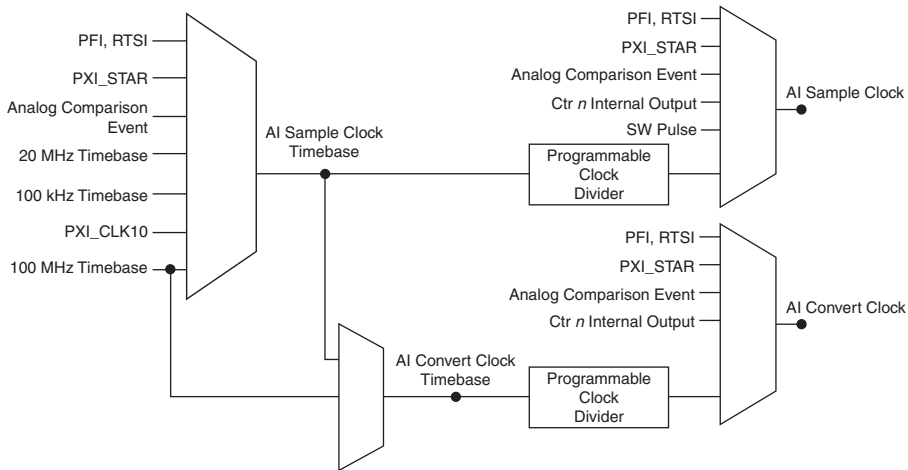 PFI, RTSI
PXI_STAR
Analog Comparison
Event
20 MHz Timebase
100 kHz Timebase
PXI_CLK10
100 MHz Timebase
AI Sample Clock
Timebase
PFI, RTSI
PXI_STAR
Analog Comparison Event
Ctr n Internal Output
SW Pulse
Programmable
Clock
Divider
AI Sample Clock
PFI, RTSI
PXI_STAR
Analog Comparison Event
Ctr n Internal Output
AI Convert Clock
Timebase
Programmable
Clock
Divider
AI Convert Clock